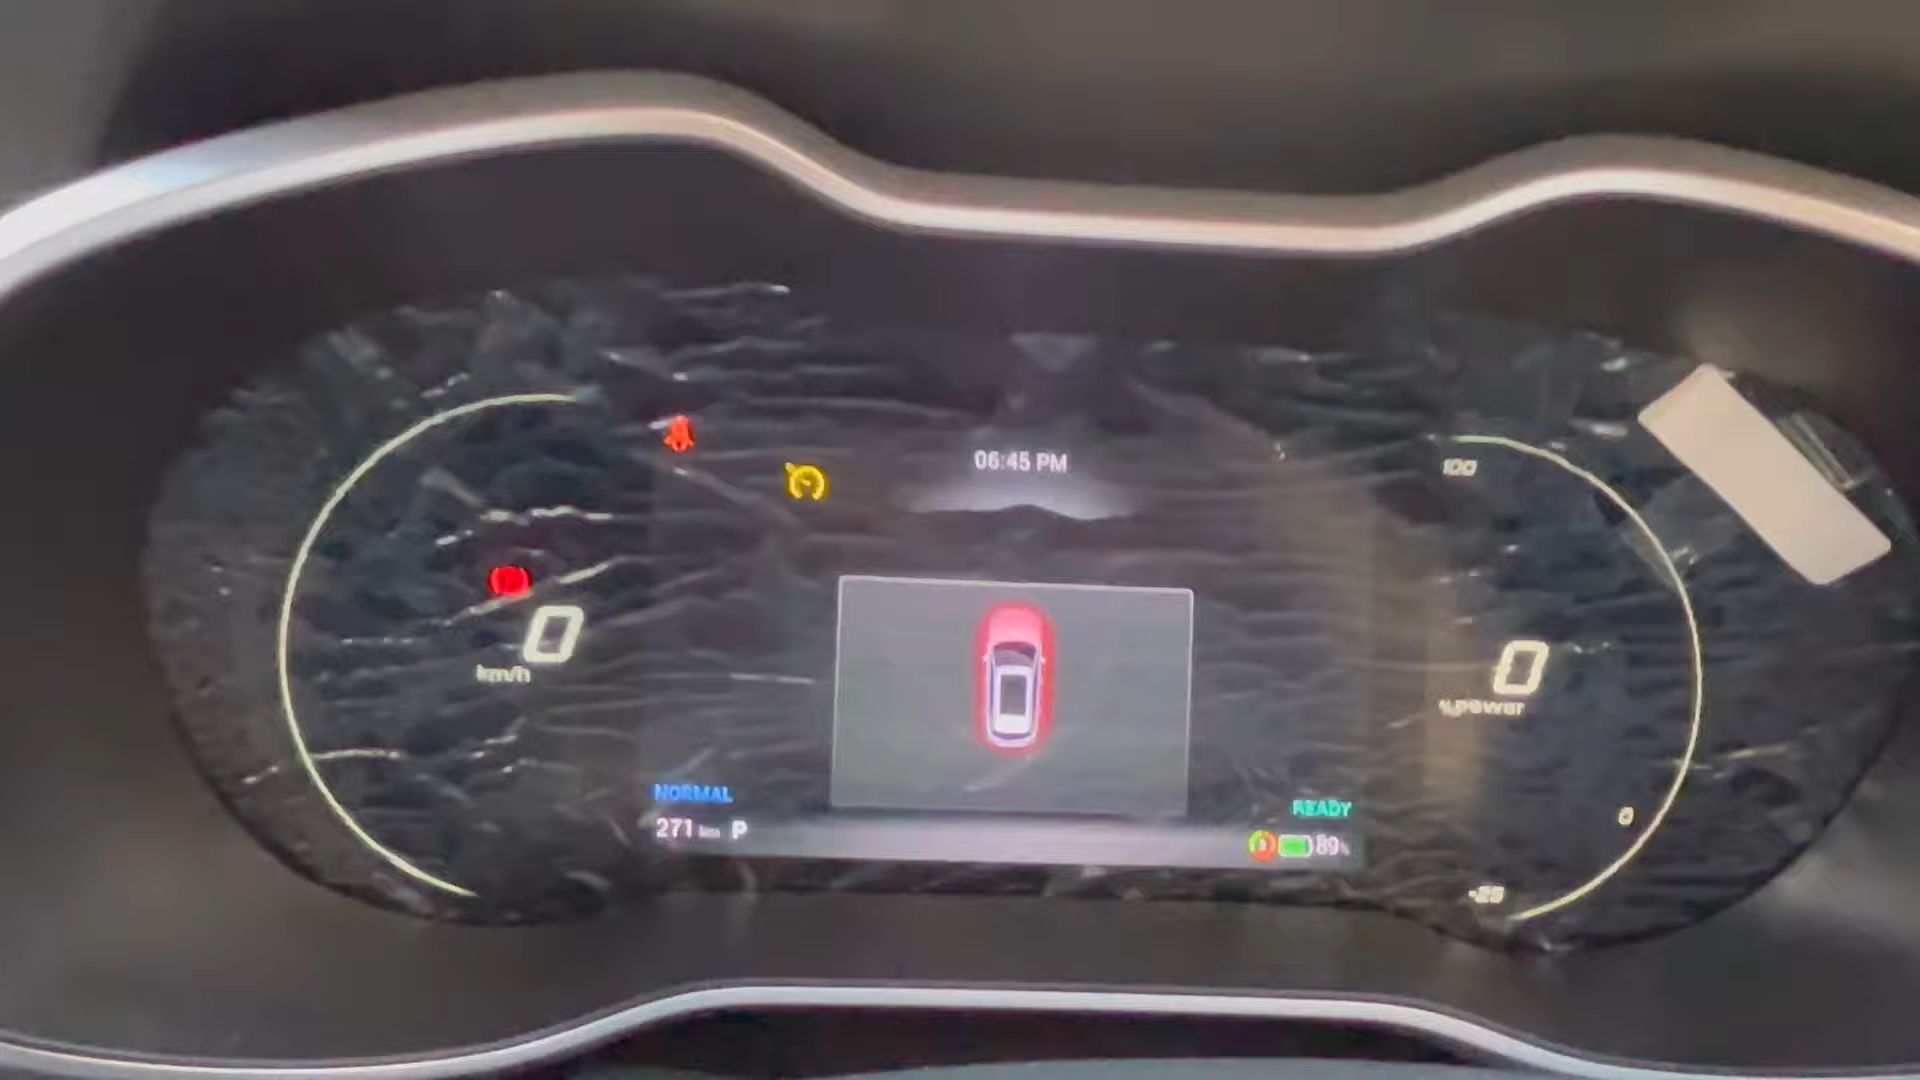 06:45 PM
100
0
km/h
0
%power
NORMAL
READY
271 km P
89%
0
-25